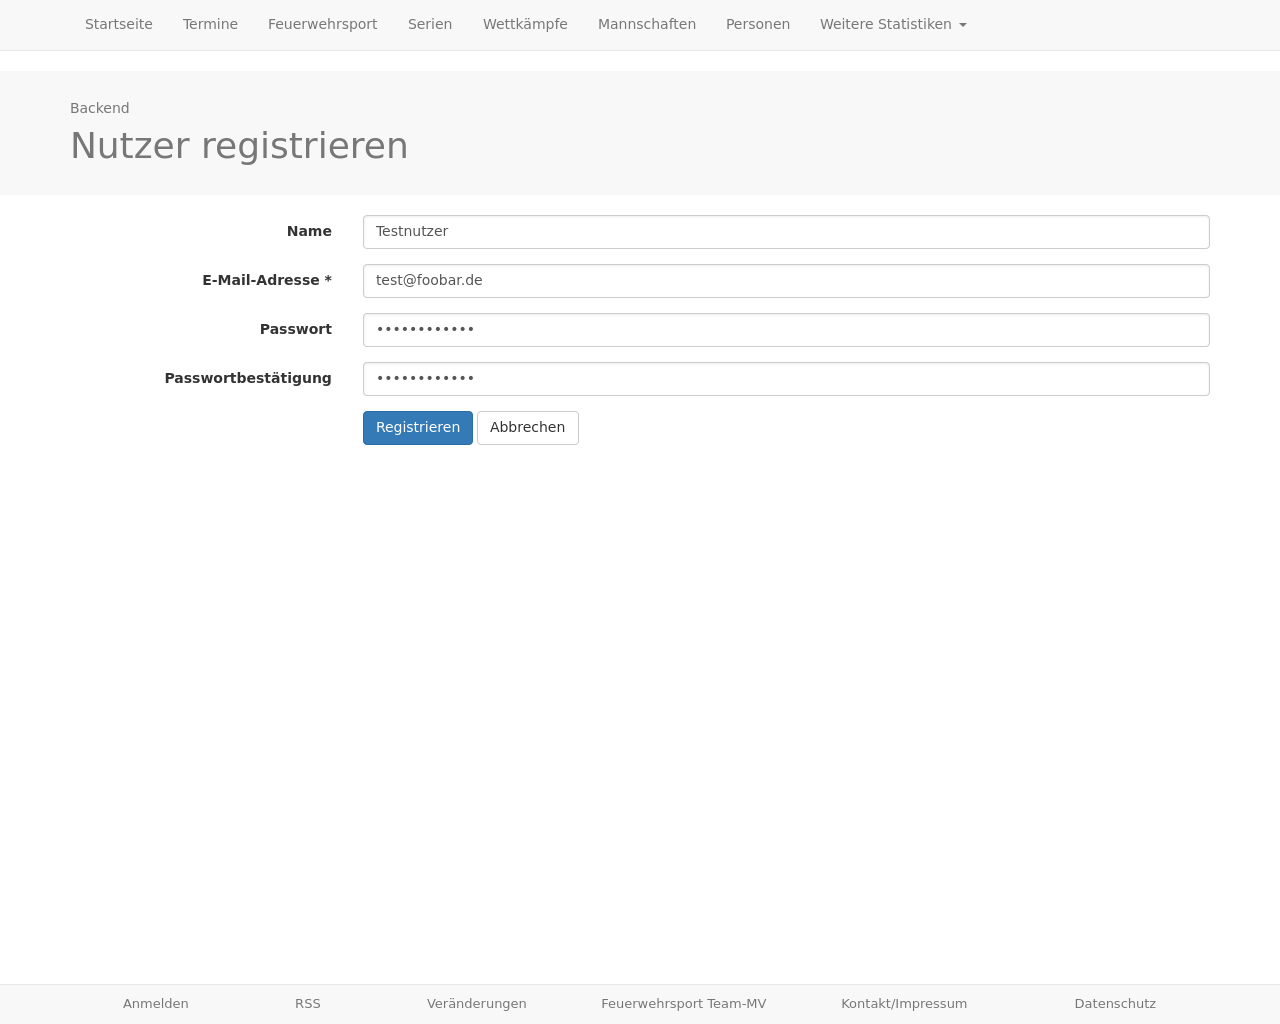 Startseite Termine Feuerwehrsport Serien Wettkämpfe Mannschaften Personen Weitere Statistiken
Backend
Nutzer registrieren
Name Testnutzer
E-Mail-Adresse * test@foobar.de
Passwort ••••••••••••
Passwortbestätigung ••••••••••••
Registrieren Abbrechen
Anmelden RSS Veränderungen Feuerwehrsport Team-MV Kontakt/Impressum Datenschutz